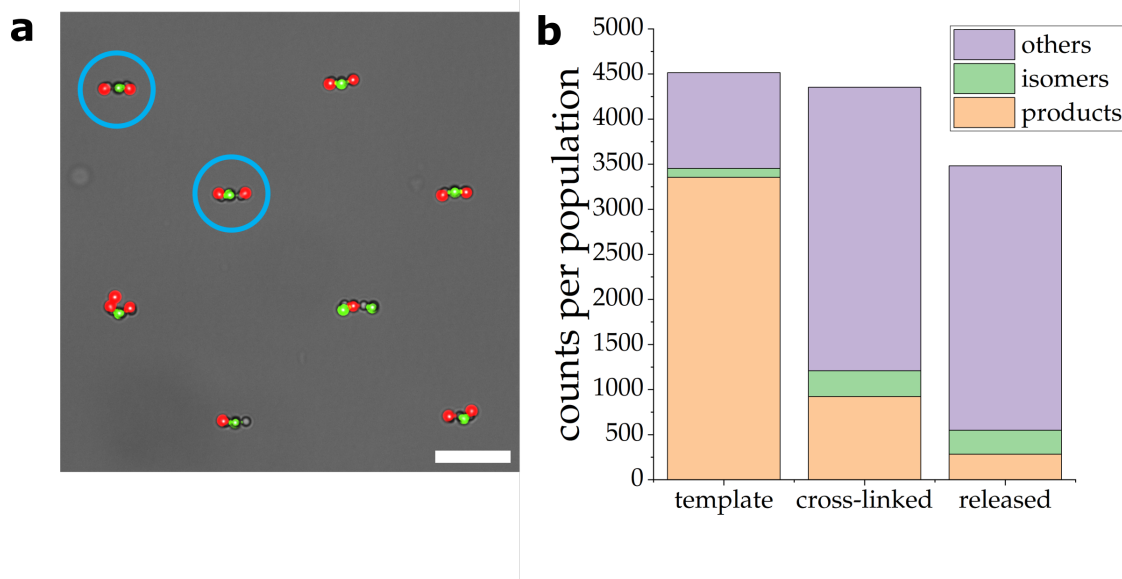 a
b
counts per population
5000
4500
4000
3500
3000
2500
2000
1500
1000
500
0
others
isomers
products
template
cross-linked
released